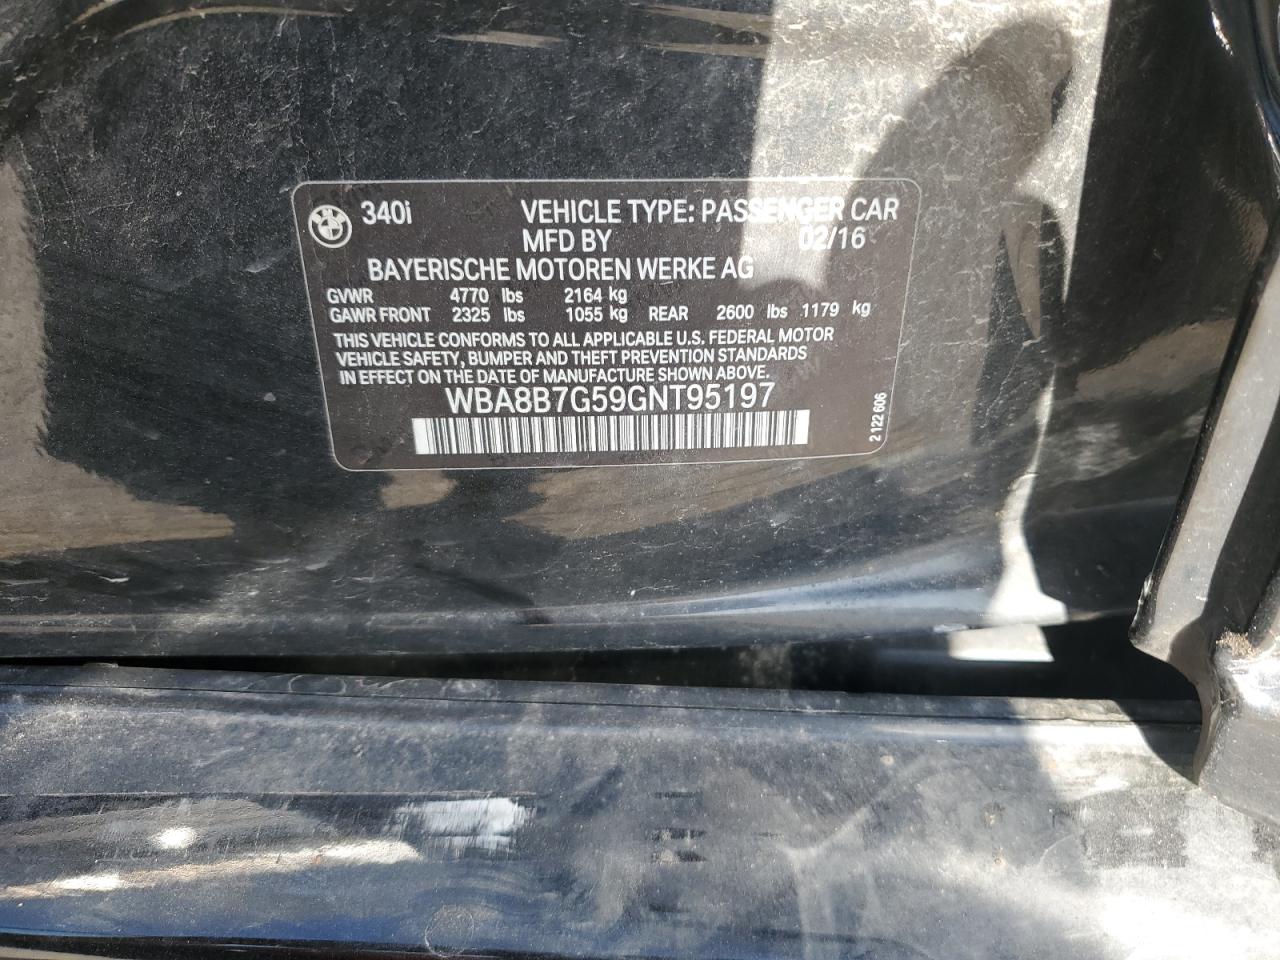 340i VEHICLE TYPE: PASSENGER CAR
MFD BY 02/16
BAYERISCHE MOTOREN WERKE AG
GVWR 4770 lbs 2164 kg
GAWR FRONT 2325 lbs 1055 kg REAR 2600 lbs 1179 kg
THIS VEHICLE CONFORMS TO ALL APPLICABLE U.S. FEDERAL MOTOR
VEHICLE SAFETY, BUMPER AND THEFT PREVENTION STANDARDS
IN EFFECT ON THE DATE OF MANUFACTURE SHOWN ABOVE.
WBA8B7G59GNT95197
2 122 606